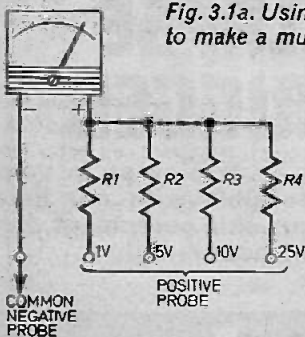 Fig. 3.1a. Using
to make a mu
- +
R1 R2 R3 R4
1V 5V 10V 25V
COMMON
NEGATIVE
PROBE
POSITIVE
PROBE